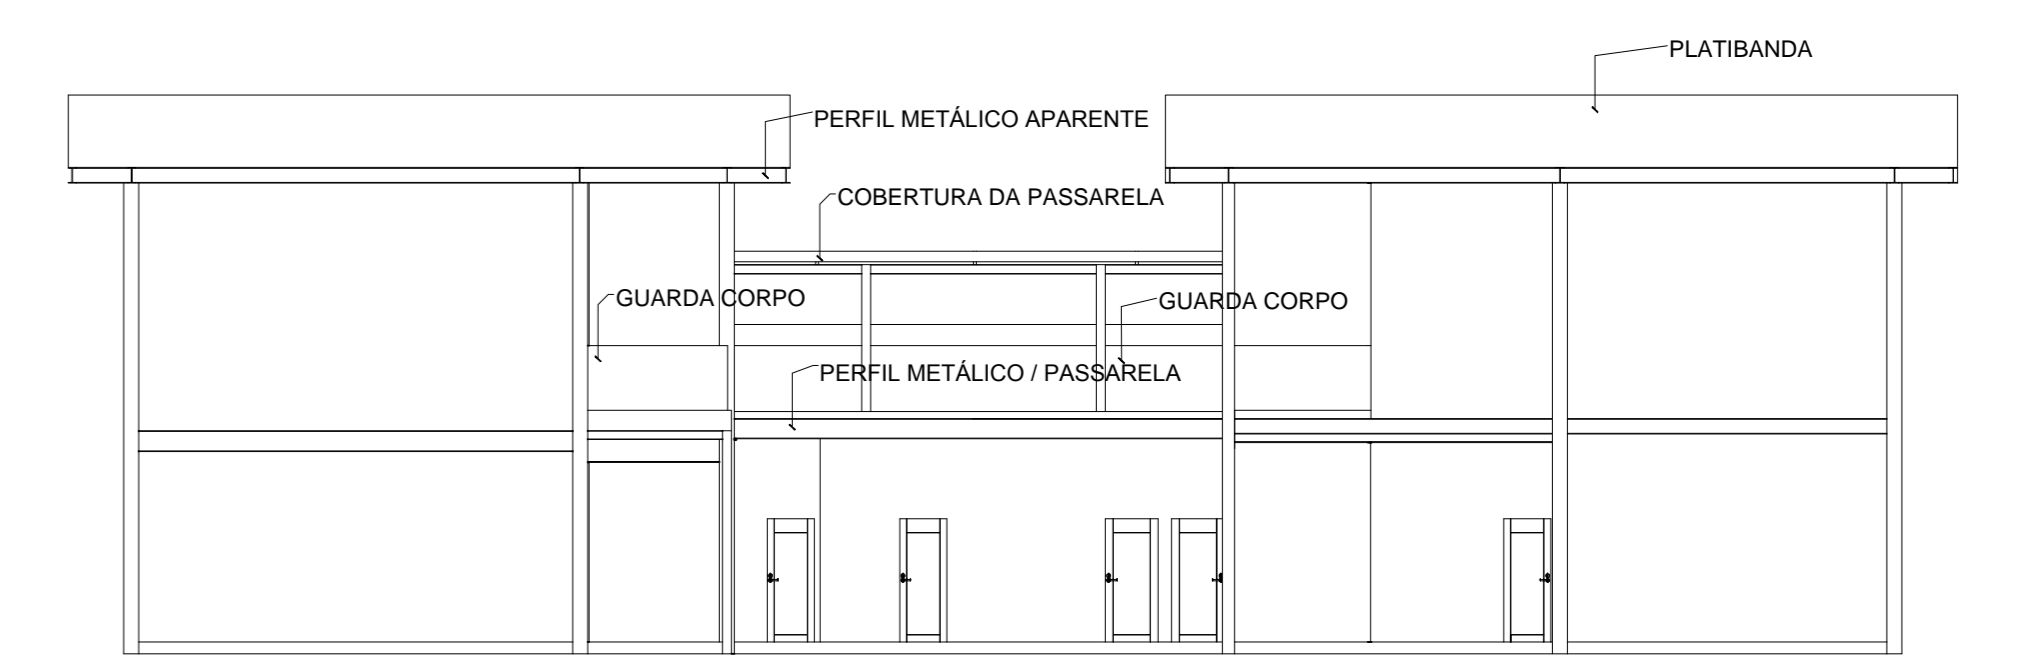 PLATIBANDA
PERFIL METÁLICO APARENTE
COBERTURA DA PASSARELA
GUARDA CORPO
GUARDA CORPO
PERFIL METÁLICO / PASSARELA